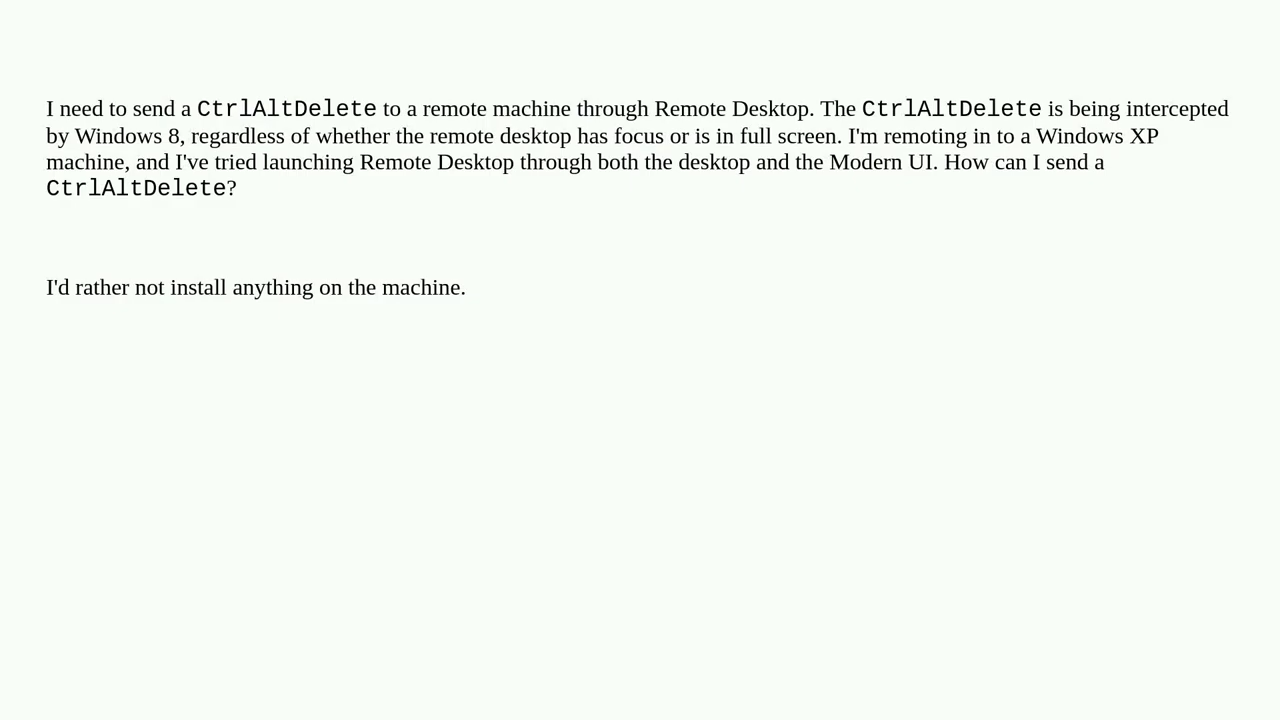 I need to send a CtrlAltDelete to a remote machine through Remote Desktop. The CtrlAltDelete is being intercepted
by Windows 8, regardless of whether the remote desktop has focus or is in full screen. I'm remoting in to a Windows XP
machine, and I've tried launching Remote Desktop through both the desktop and the Modern UI. How can I send a
CtrlAltDelete?
I'd rather not install anything on the machine.